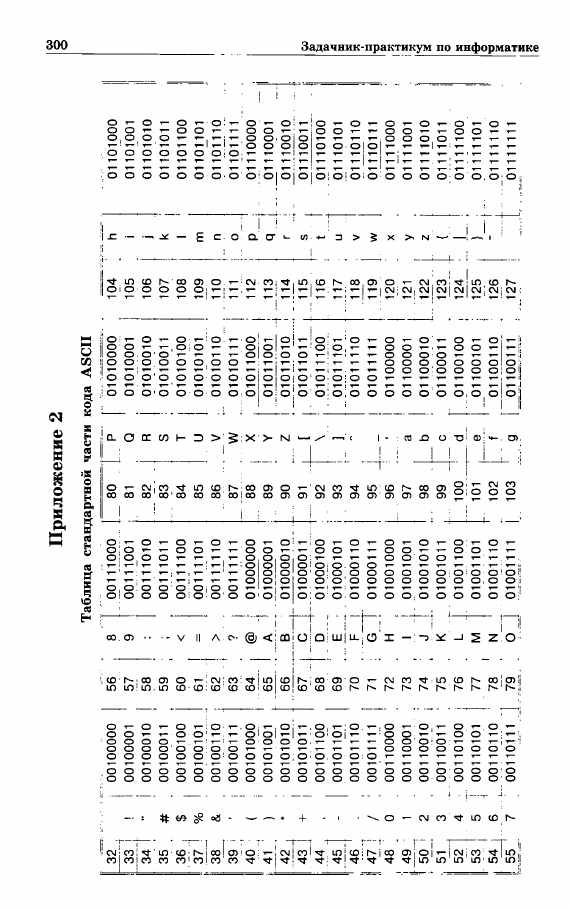 300 Задачник-практикум по информатике
Приложение 2
Таблица стандартной части кода ASCII
32 00100000 56 8 00111000 80 P 01010000 104 h 01101000
33 ! 00100001 57 9 00111001 81 Q 01010001 105 i 01101001
34 " 00100010 58 : 00111010 82 R 01010010 106 j 01101010
35 # 00100011 59 ; 00111011 83 S 01010011 107 k 01101011
36 $ 00100100 60 < 00111100 84 T 01010100 108 l 01101100
37 % 00100101 61 = 00111101 85 U 01010101 109 m 01101101
38 & 00100110 62 > 00111110 86 V 01010110 110 n 01101110
39 ' 00100111 63 ? 00111111 87 W 01010111 111 o 01101111
40 ( 00101000 64 @ 01000000 88 X 01011000 112 p 01110000
41 ) 00101001 65 A 01000001 89 Y 01011001 113 q 01110001
42 * 00101010 66 B 01000010 90 Z 01011010 114 r 01110010
43 + 00101011 67 C 01000011 91 [ 01011011 115 s 01110011
44 , 00101100 68 D 01000100 92 \ 01011100 116 t 01110100
45 - 00101101 69 E 01000101 93 ] 01011101 117 u 01110101
46 . 00101110 70 F 01000110 94 ^ 01011110 118 v 01110110
47 / 00101111 71 G 01000111 95 _ 01011111 119 w 01110111
48 0 00110000 72 H 01001000 96 ` 01100000 120 x 01111000
49 1 00110001 73 I 01001001 97 a 01100001 121 y 01111001
50 2 00110010 74 J 01001010 98 b 01100010 122 z 01111010
51 3 00110011 75 K 01001011 99 c 01100011 123 { 01111011
52 4 00110100 76 L 01001100 100 d 01100100 124 | 01111100
53 5 00110101 77 M 01001101 101 e 01100101 125 } 01111101
54 6 00110110 78 N 01001110 102 f 01100110 126 ~ 01111110
55 7 00110111 79 O 01001111 103 g 01100111 127 01111111